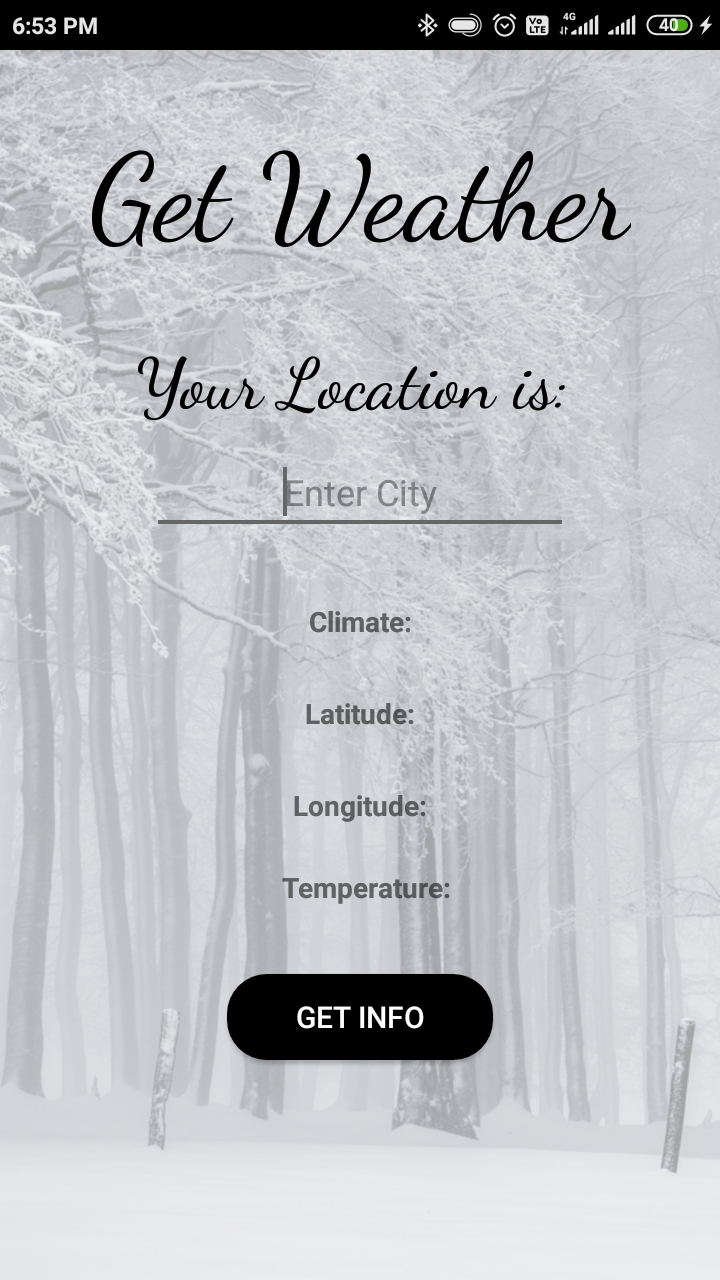 6:53 PM 4G Vo LTE 40
Get Weather
Your Location is:
Enter City
Climate:
Latitude:
Longitude:
Temperature:
GET INFO